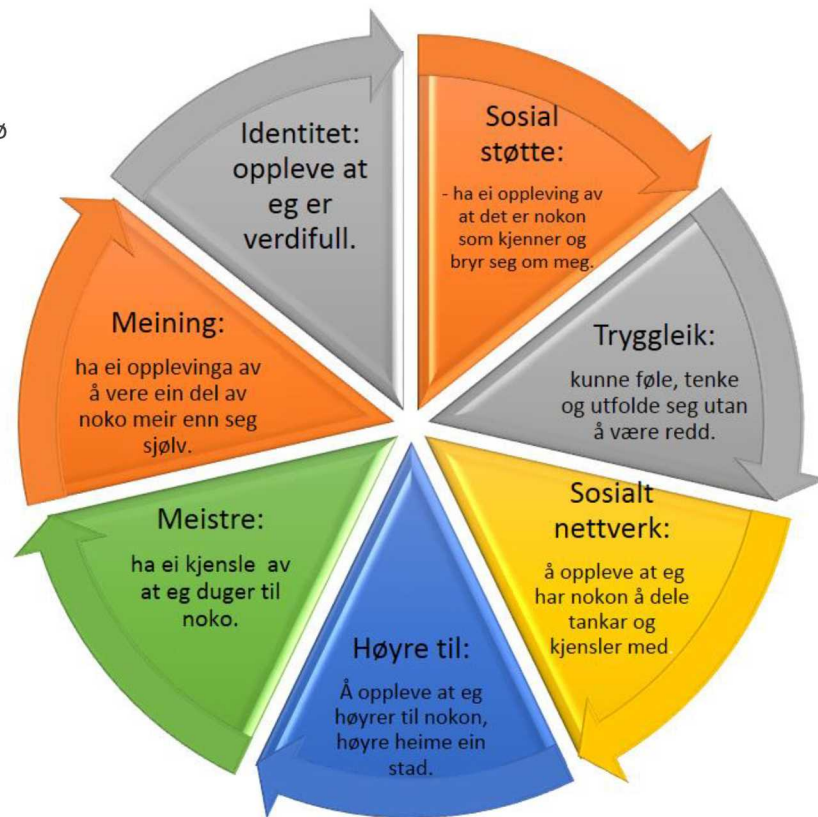 ø
Identitet:
oppleve at
eg er
verdifull.
Sosial
støtte:
- ha ei oppleving av
at det er nokon
som kjenner og
bryr seg om meg.
Tryggleik:
kunne føle, tenke
og utfolde seg utan
å være redd.
Sosialt
nettverk:
å oppleve at eg
har nokon å dele
tankar og
kjensler med
Høyre til:
Å oppleve at eg
høyrer til nokon,
høyre heime ein
stad.
Meistre:
ha ei kjensle av
at eg duger til
noko.
Meining:
ha ei opplevinga av
å vere ein del av
noko meir enn seg
sjølv.